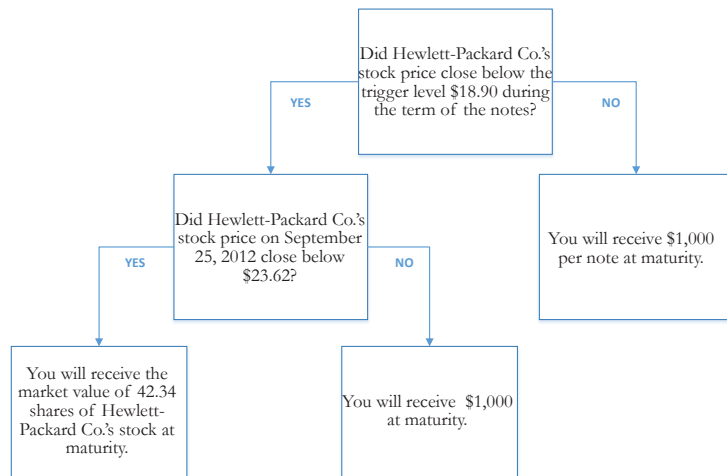 Did Hewlett-Packard Co.'s
stock price close below the
trigger level $18.90 during
the term of the notes?
YES
NO
Did Hewlett-Packard Co.'s
stock price on September
25, 2012 close below
$23.62?
You will receive $1,000
per note at maturity.
YES
NO
You will receive the
market value of 42.34
shares of Hewlett-
Packard Co.'s stock at
maturity.
You will receive $1,000
at maturity.